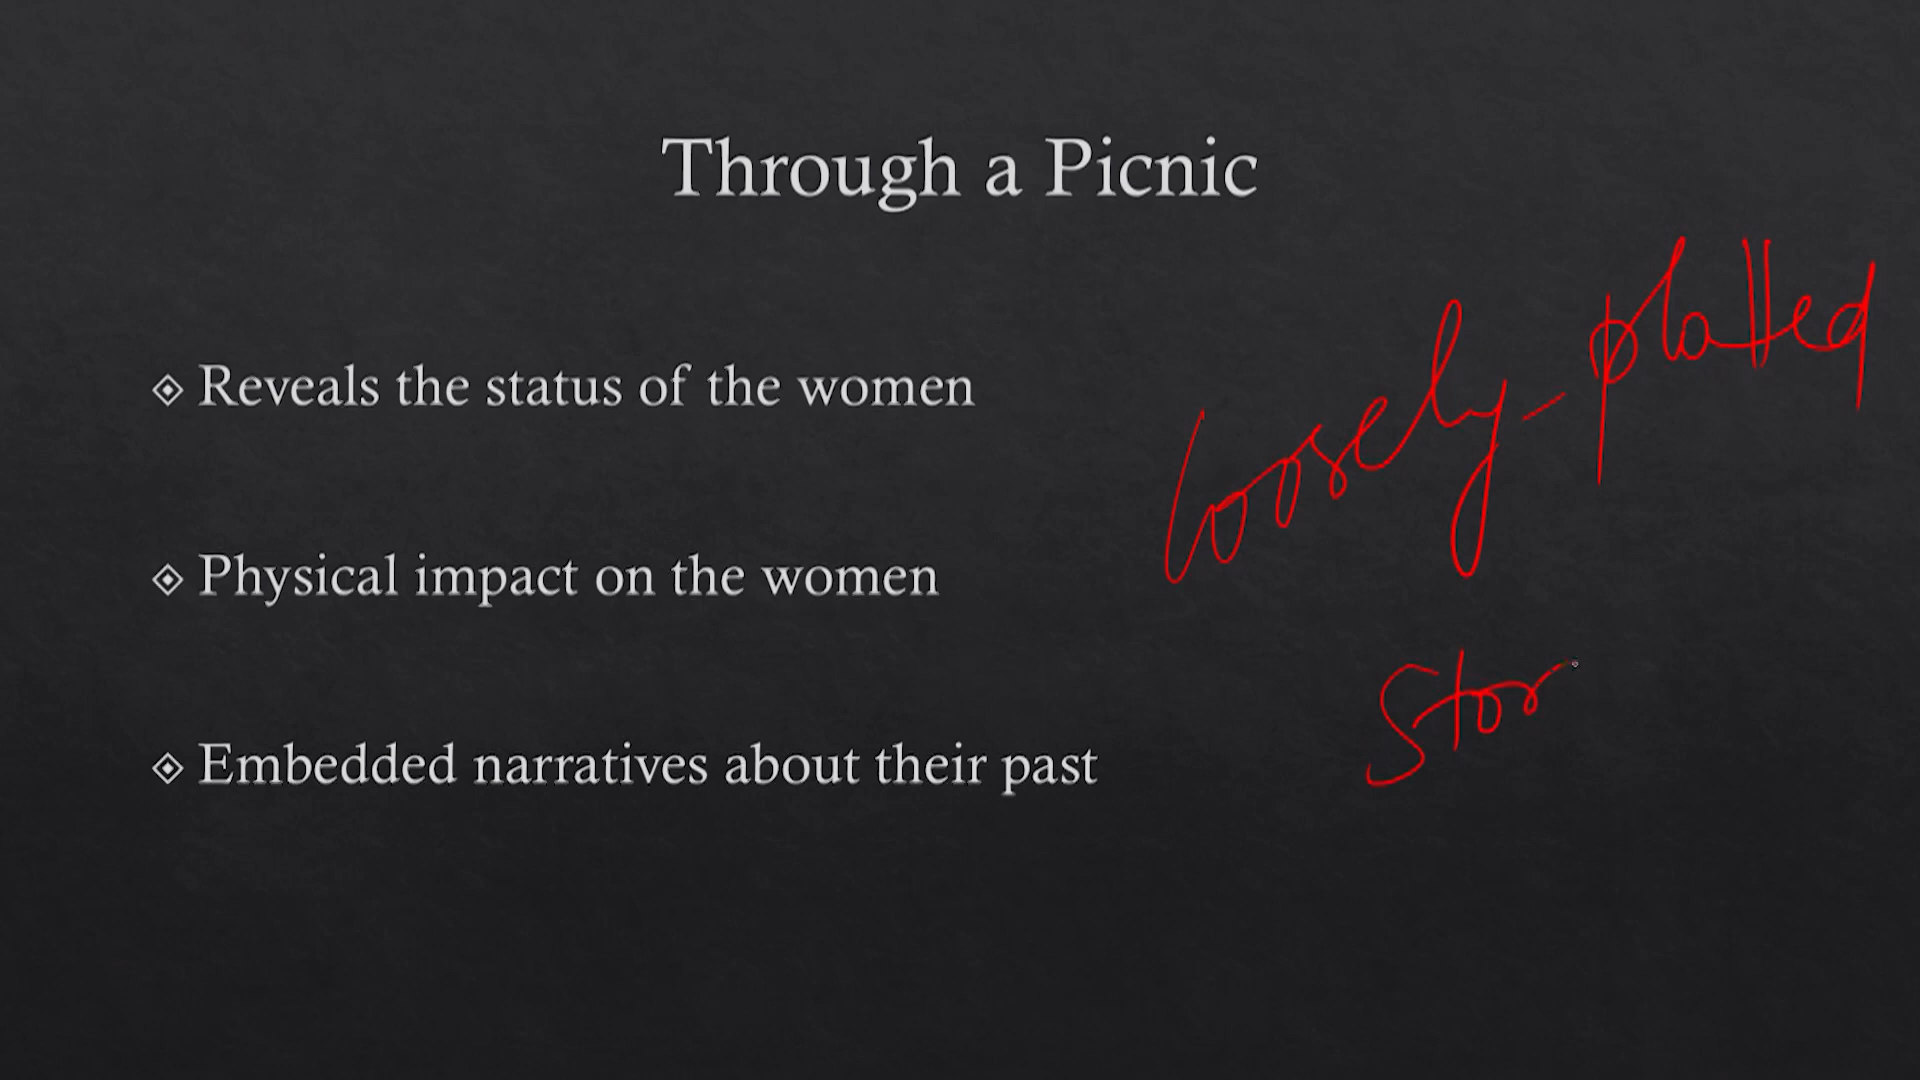 Through a Picnic
Reveals the status of the women
Physical impact on the women
Embedded narratives about their past
loosely-plotted
Stor